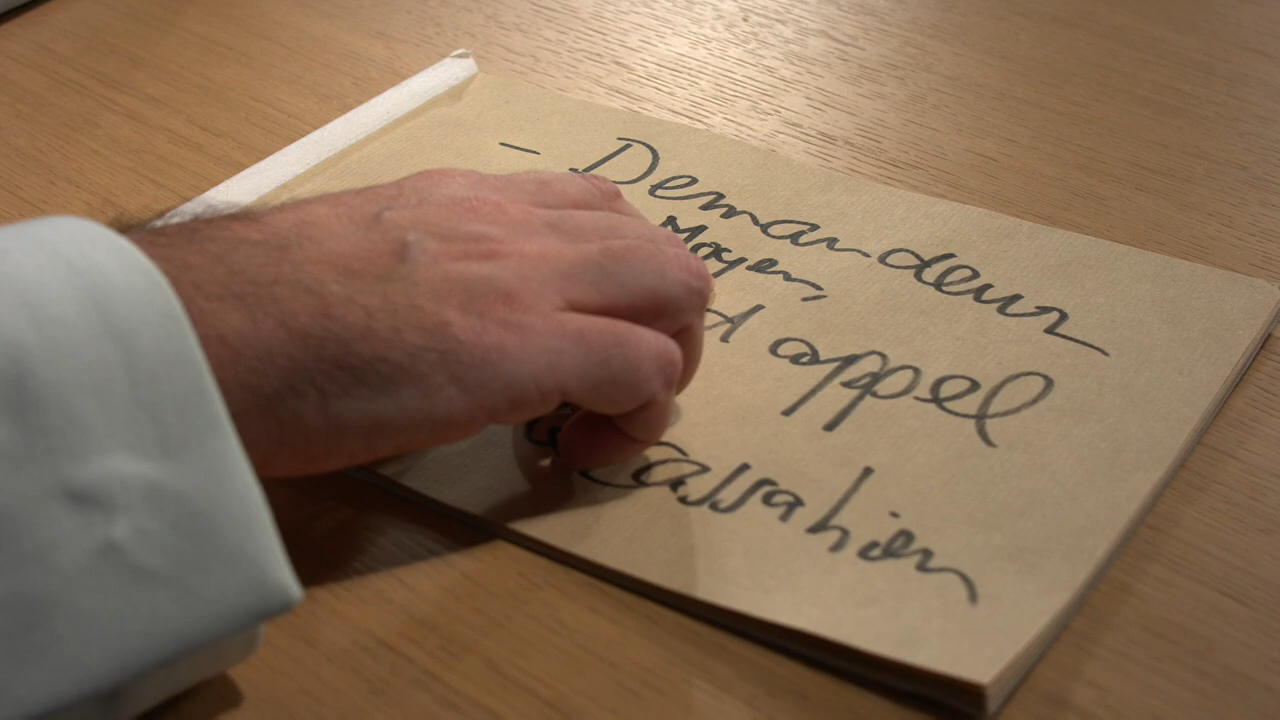 - Demandeur
Moyen,
d appel
Cassation